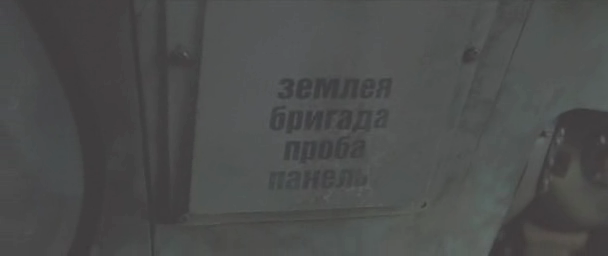 землея
бригада
проба
панель